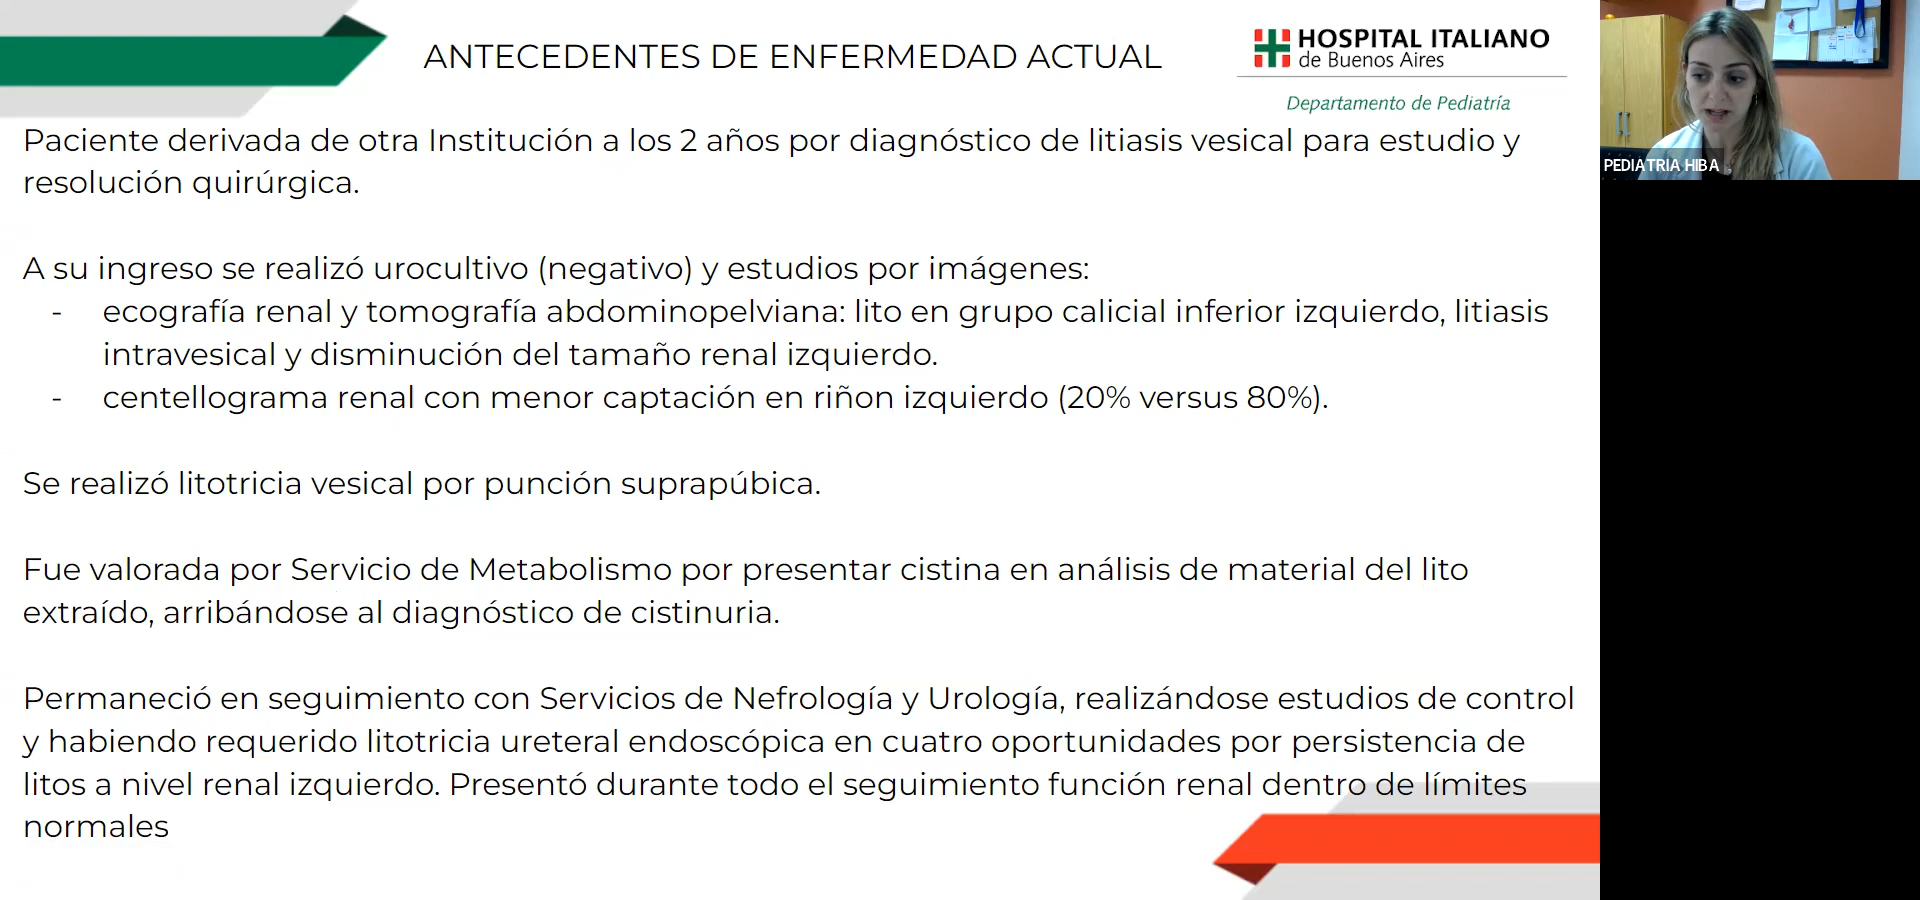 ANTECEDENTES DE ENFERMEDAD ACTUAL
HOSPITAL ITALIANO
de Buenos Aires
Departamento de Pediatría
Paciente derivada de otra Institución a los 2 años por diagnóstico de litiasis vesical para estudio y
resolución quirúrgica.
A su ingreso se realizó urocultivo (negativo) y estudios por imágenes:
- ecografía renal y tomografía abdominopelviana: lito en grupo calicial inferior izquierdo, litiasis
intravesical y disminución del tamaño renal izquierdo.
- centellograma renal con menor captación en riñon izquierdo (20% versus 80%).
Se realizó litotricia vesical por punción suprapúbica.
Fue valorada por Servicio de Metabolismo por presentar cistina en análisis de material del lito
extraído, arribándose al diagnóstico de cistinuria.
Permaneció en seguimiento con Servicios de Nefrología y Urología, realizándose estudios de control
y habiendo requerido litotricia ureteral endoscópica en cuatro oportunidades por persistencia de
litos a nivel renal izquierdo. Presentó durante todo el seguimiento función renal dentro de límites
normales
PEDIATRIA HIBA